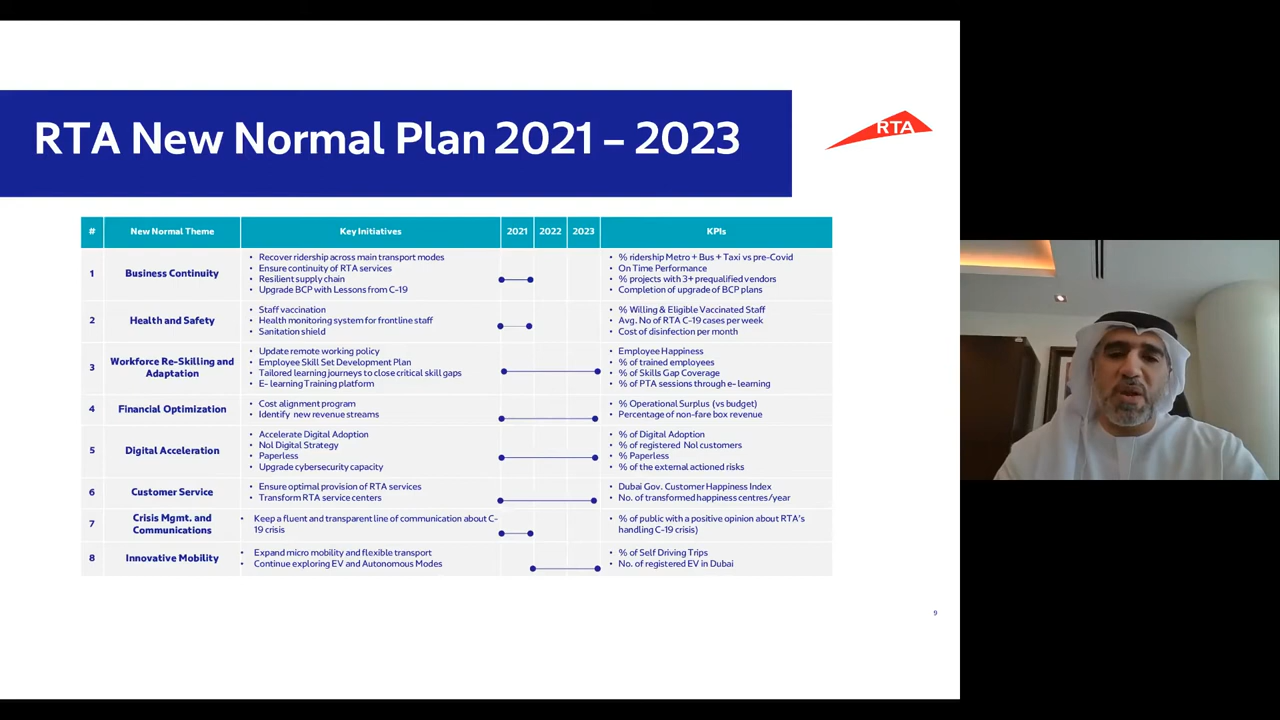 RTA New Normal Plan 2021 – 2023
RTA
# New Normal Theme Key Initiatives 2021 2022 2023 KPIs
1 Business Continuity
• Recover ridership across main transport modes
• Ensure continuity of RTA services
• Resilient supply chain
• Upgrade BCP with Lessons from C-19
• % ridership Metro + Bus + Taxi vs pre-Covid
• On Time Performance
• % projects with 3+ prequalified vendors
• Completion of upgrade of BCP plans
2 Health and Safety
• Staff vaccination
• Health monitoring system for frontline staff
• Sanitation shield
• % Willing & Eligible Vaccinated Staff
• Avg. No of RTA C-19 cases per week
• Cost of disinfection per month
3 Workforce Re-Skilling and
Adaptation
• Update remote working policy
• Employee Skill Set Development Plan
• Tailored learning journeys to close critical skill gaps
• E- learning Training platform
• Employee Happiness
• % of trained employees
• % of Skills Gap Coverage
• % of PTA sessions through e- learning
4 Financial Optimization
• Cost alignment program
• Identify new revenue streams
• % Operational Surplus (vs budget)
• Percentage of non-fare box revenue
5 Digital Acceleration
• Accelerate Digital Adoption
• Nol Digital Strategy
• Paperless
• Upgrade cybersecurity capacity
• % of Digital Adoption
• % of registered Nol customers
• % Paperless
• % of the external actioned risks
6 Customer Service
• Ensure optimal provision of RTA services
• Transform RTA service centers
• Dubai Gov. Customer Happiness Index
• No. of transformed happiness centres/year
7 Crisis Mgmt. and
Communications
• Keep a fluent and transparent line of communication about C-
19 crisis
• % of public with a positive opinion about RTA's
handling C-19 crisis)
8 Innovative Mobility
• Expand micro mobility and flexible transport
• Continue exploring EV and Autonomous Modes
• % of Self Driving Trips
• No. of registered EV in Dubai
9